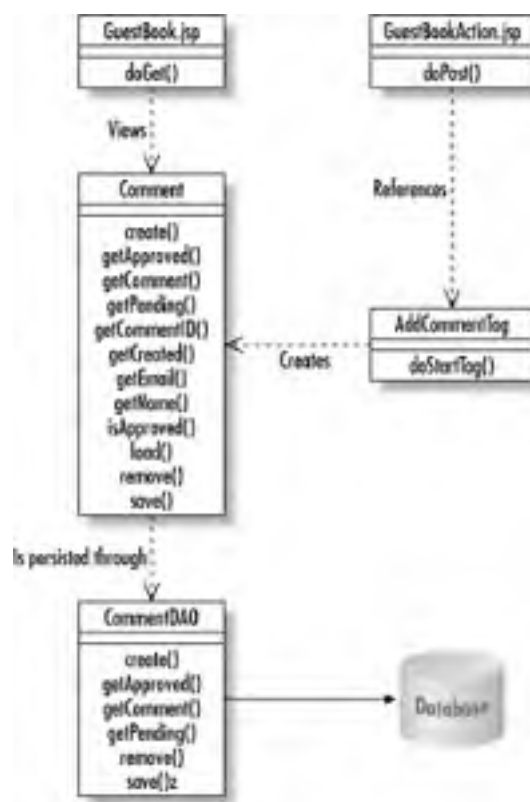 GuestBook.jsp
doGet()
GuestBookAction.jsp
doPost()
Views
References
Comment
create()
getApproved()
getComment()
getPending()
getCommentID()
getCreated()
getEmail()
getName()
isApproved()
load()
remove()
save()
AddCommentTag
doStartTag()
Creates
Is persisted through
CommentDAO
create()
getApproved()
getComment()
getPending()
remove()
save()z
Database